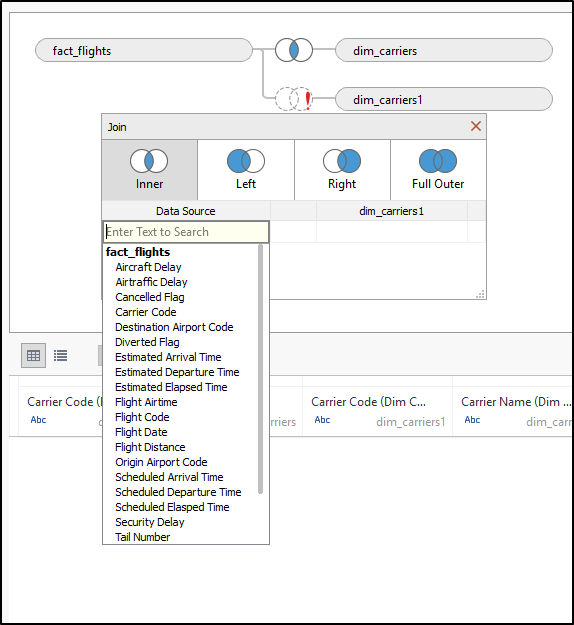 fact_flights
dim_carriers
dim_carriers1
Join
Inner
Left
Right
Full Outer
Data Source
dim_carriers1
Enter Text to Search
fact_flights
Aircraft Delay
Airtraffic Delay
Cancelled Flag
Carrier Code
Destination Airport Code
Diverted Flag
Estimated Arrival Time
Estimated Departure Time
Estimated Elapsed Time
Flight Airtime
Flight Code
Flight Date
Flight Distance
Origin Airport Code
Scheduled Arrival Time
Scheduled Departure Time
Scheduled Elasped Time
Security Delay
Tail Number
Carrier Code (D
Abc
rriers
Carrier Code (Dim C...
Abc
dim_carriers1
Carrier Name (Dim ...
Abc
dim_carr